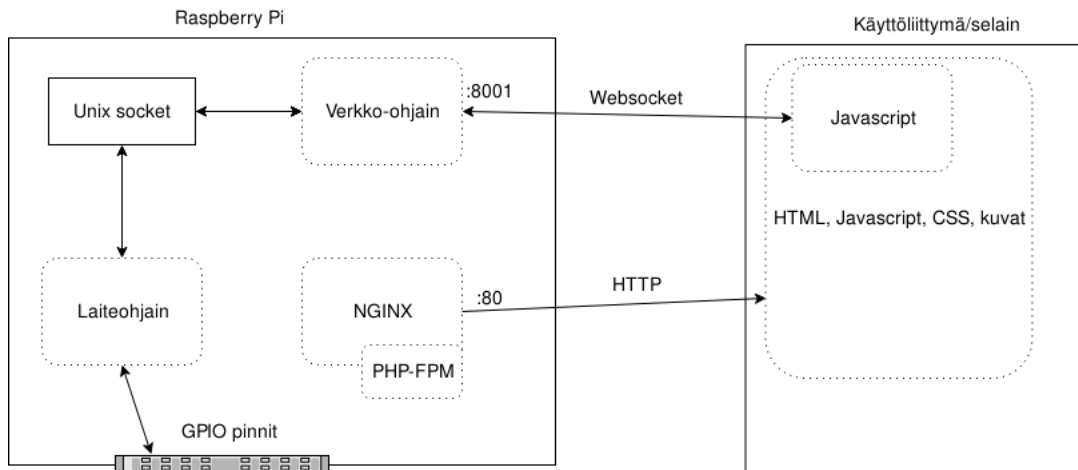 Raspberry Pi
Käyttöliittymä/selain
Unix socket
Verkko-ohjain
:8001
Websocket
Javascript
HTML, Javascript, CSS, kuvat
Laiteohjain
NGINX
:80
HTTP
PHP-FPM
GPIO pinnit